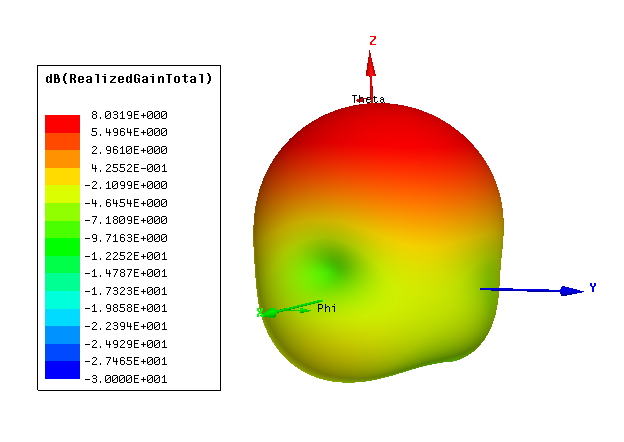 Z
dB(RealizedGainTotal)
Theta
8.0319E+000
5.4964E+000
2.9610E+000
4.2552E-001
-2.1099E+000
-4.6454E+000
-7.1809E+000
-9.7163E+000
-1.2252E+001
-1.4787E+001
-1.7323E+001
-1.9858E+001
-2.2394E+001
-2.4929E+001
-2.7465E+001
-3.0000E+001
Y
Phi